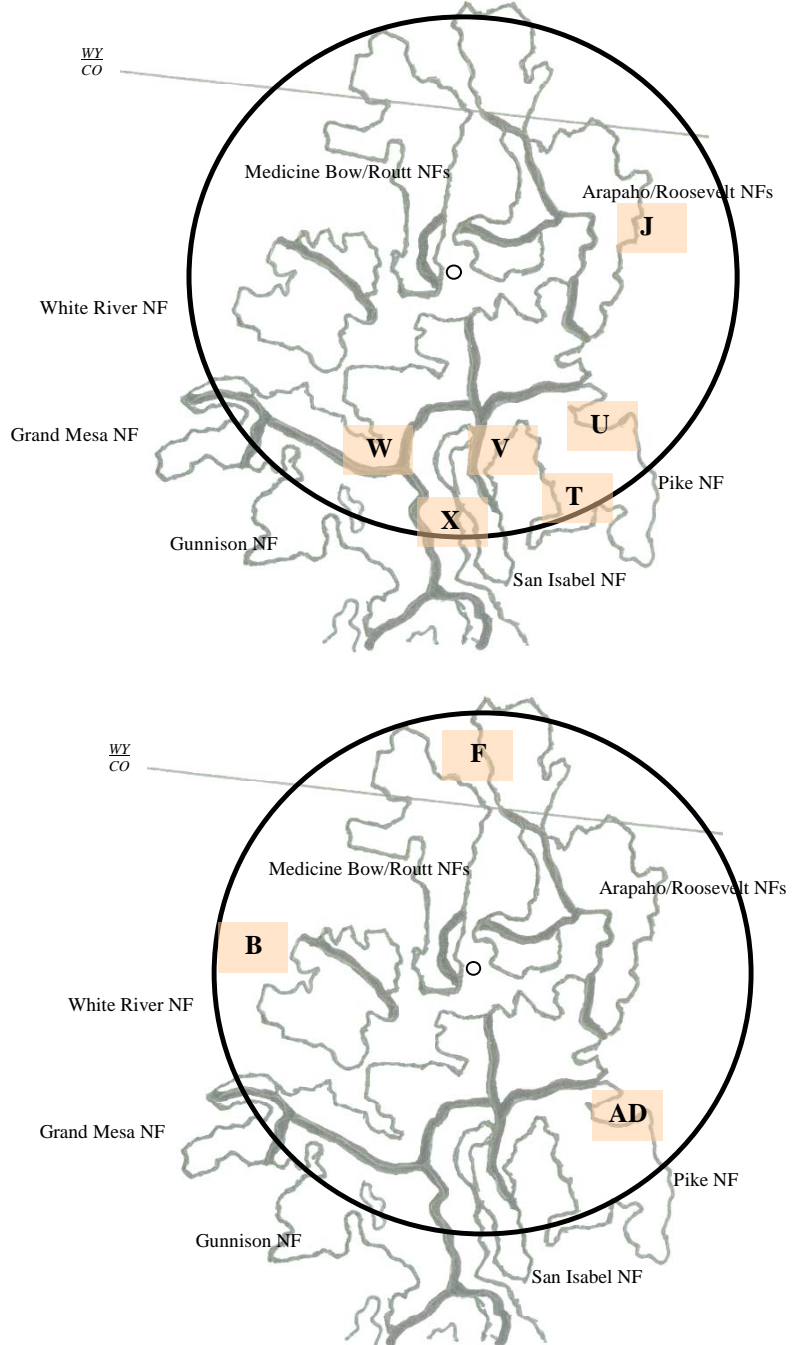 WY
CO
Medicine Bow/Routt NFs
Arapaho/Roosevelt NFs
J
White River NF
U
Grand Mesa NF
W
V
Pike NF
T
X
Gunnison NF
San Isabel NF
F
WY
CO
Medicine Bow/Routt NFs
Arapaho/Roosevelt NFs
B
White River NF
AD
Grand Mesa NF
Pike NF
Gunnison NF
San Isabel NF